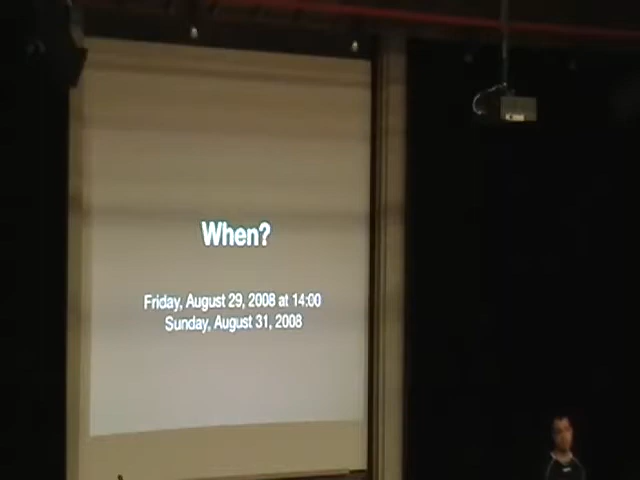 When?
Friday, August 29, 2008 at 14:00
Sunday, August 31, 2008